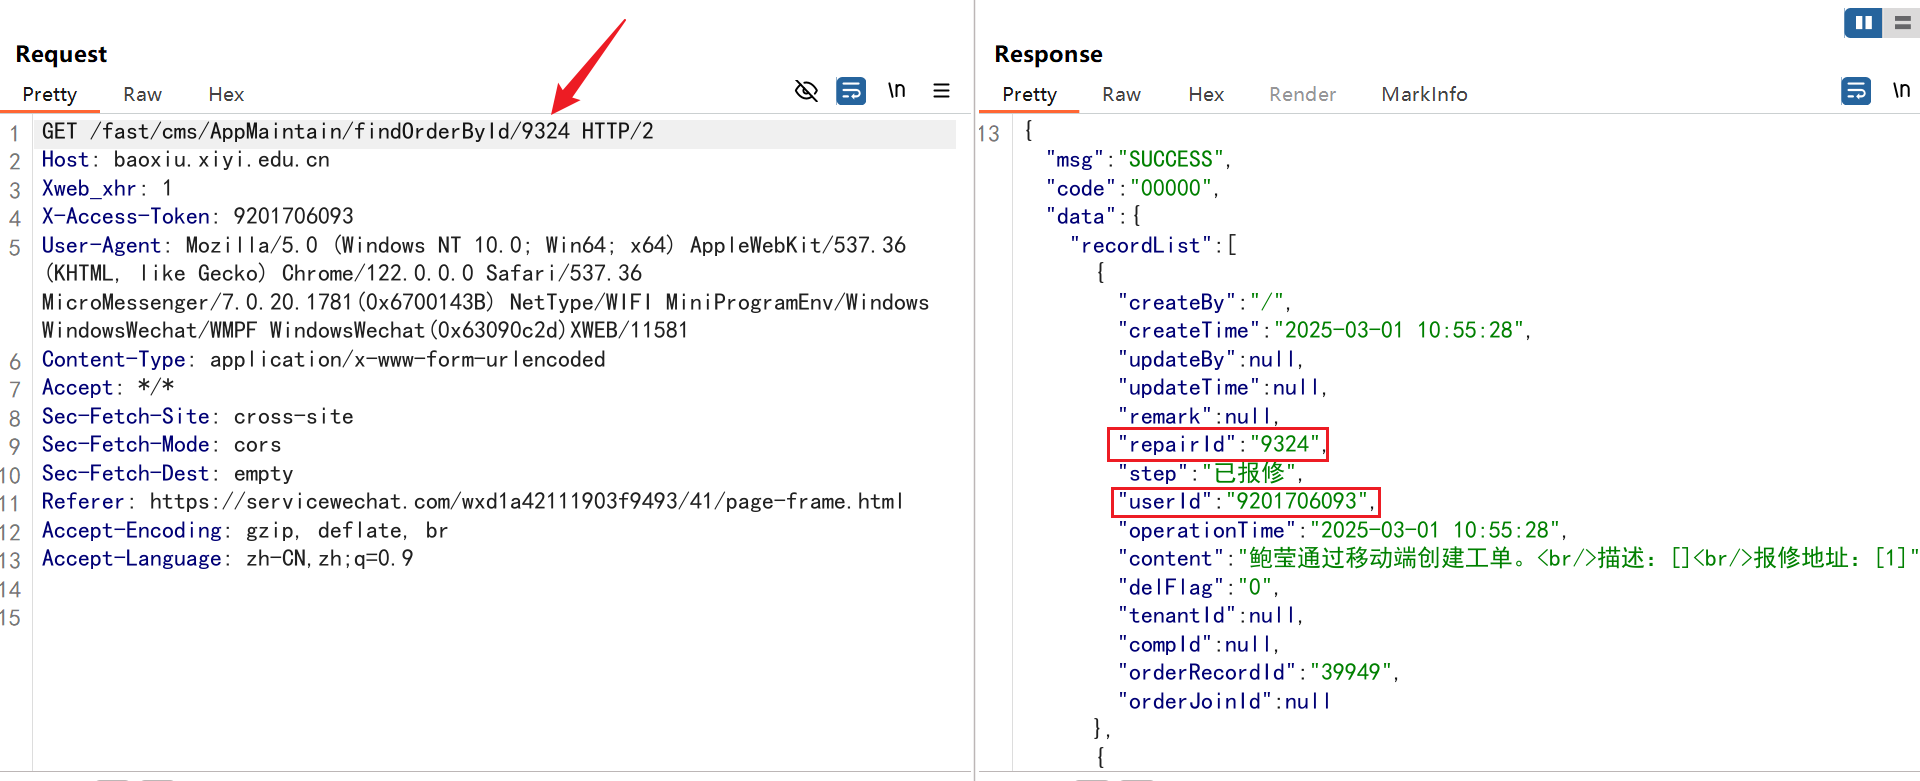 Request
Pretty Raw Hex \n
1 GET /fast/cms/AppMaintain/findOrderById/9324 HTTP/2
2 Host: baoxiu.xiyi.edu.cn
3 Xweb_xhr: 1
4 X-Access-Token: 9201706093
5 User-Agent: Mozilla/5.0 (Windows NT 10.0; Win64; x64) AppleWebKit/537.36
(KHTML, like Gecko) Chrome/122.0.0.0 Safari/537.36
MicroMessenger/7.0.20.1781(0x6700143B) NetType/WIFI MiniProgramEnv/Windows
WindowsWechat/WMPF WindowsWechat(0x63090c2d)XWEB/11581
6 Content-Type: application/x-www-form-urlencoded
7 Accept: */*
8 Sec-Fetch-Site: cross-site
9 Sec-Fetch-Mode: cors
10 Sec-Fetch-Dest: empty
11 Referer: https://servicewechat.com/wxd1a42111903f9493/41/page-frame.html
12 Accept-Encoding: gzip, deflate, br
13 Accept-Language: zh-CN,zh;q=0.9
14
15
Response
Pretty Raw Hex Render MarkInfo \n
13 {
"msg":"SUCCESS",
"code":"00000",
"data":{
"recordList":[
{
"createBy":"/",
"createTime":"2025-03-01 10:55:28",
"updateBy":null,
"updateTime":null,
"remark":null,
"repairId":"9324",
"step":"已报修",
"userId":"9201706093",
"operationTime":"2025-03-01 10:55:28",
"content":"鲍莹通过移动端创建工单。<br/>描述：[]<br/>报修地址：[1]"
"delFlag":"0",
"tenantId":null,
"compId":null,
"orderRecordId":"39949",
"orderJoinId":null
},
{